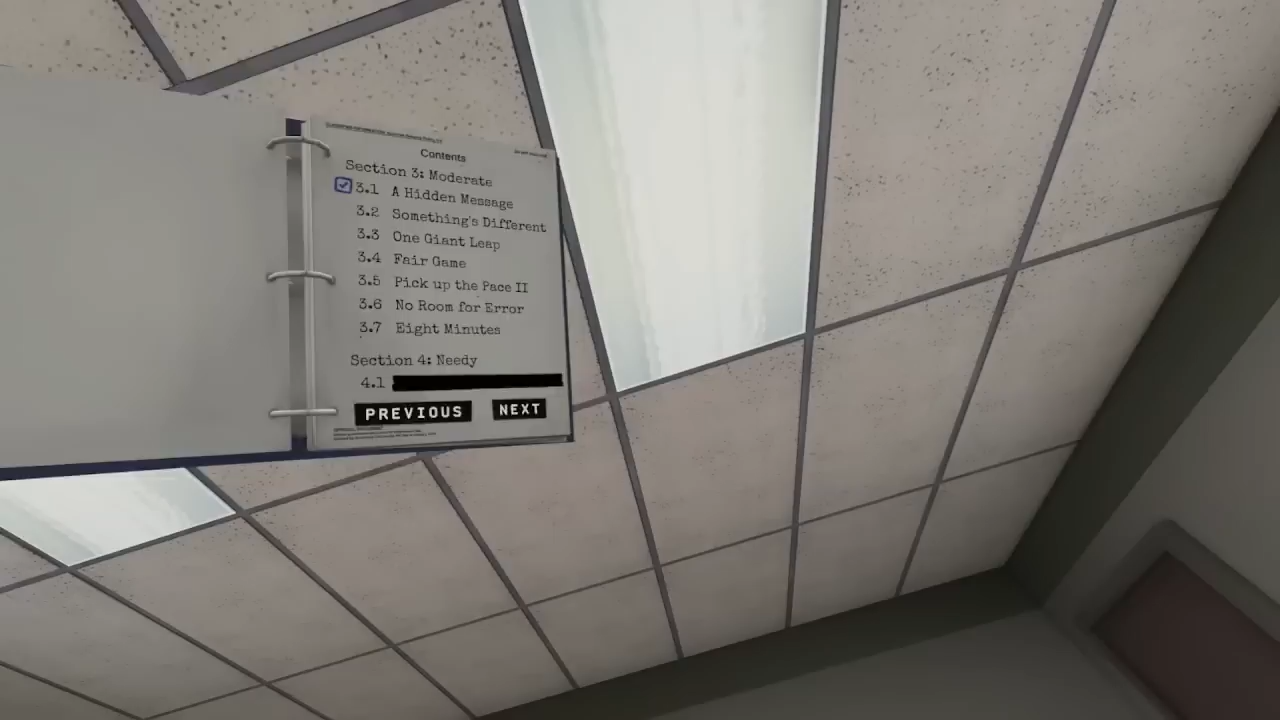 Contents
Section 3: Moderate
3.1 A Hidden Message
3.2 Something's Different
3.3 One Giant Leap
3.4 Fair Game
3.5 Pick up the Pace II
3.6 No Room for Error
3.7 Eight Minutes
Section 4: Needy
4.1
PREVIOUS NEXT